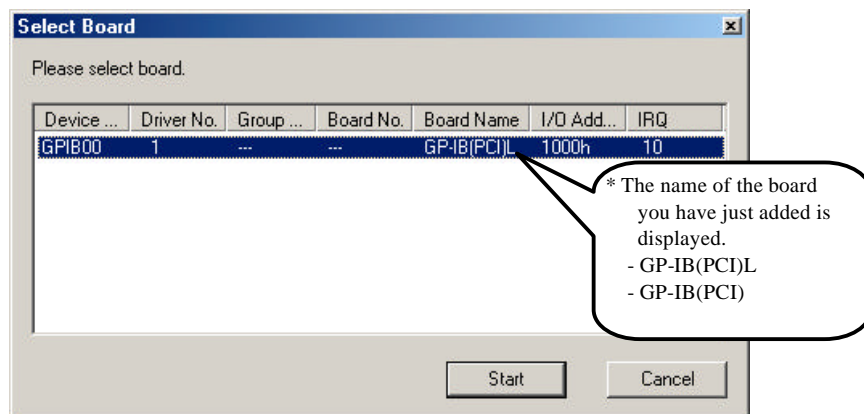 Select Board
Please select board.
Device ... Driver No. Group ... Board No. Board Name I/O Add... IRQ
GPIB00 1 --- --- GP-IB(PCI)L 1000h 10
* The name of the board
you have just added is
displayed.
- GP-IB(PCI)L
- GP-IB(PCI)
Start Cancel